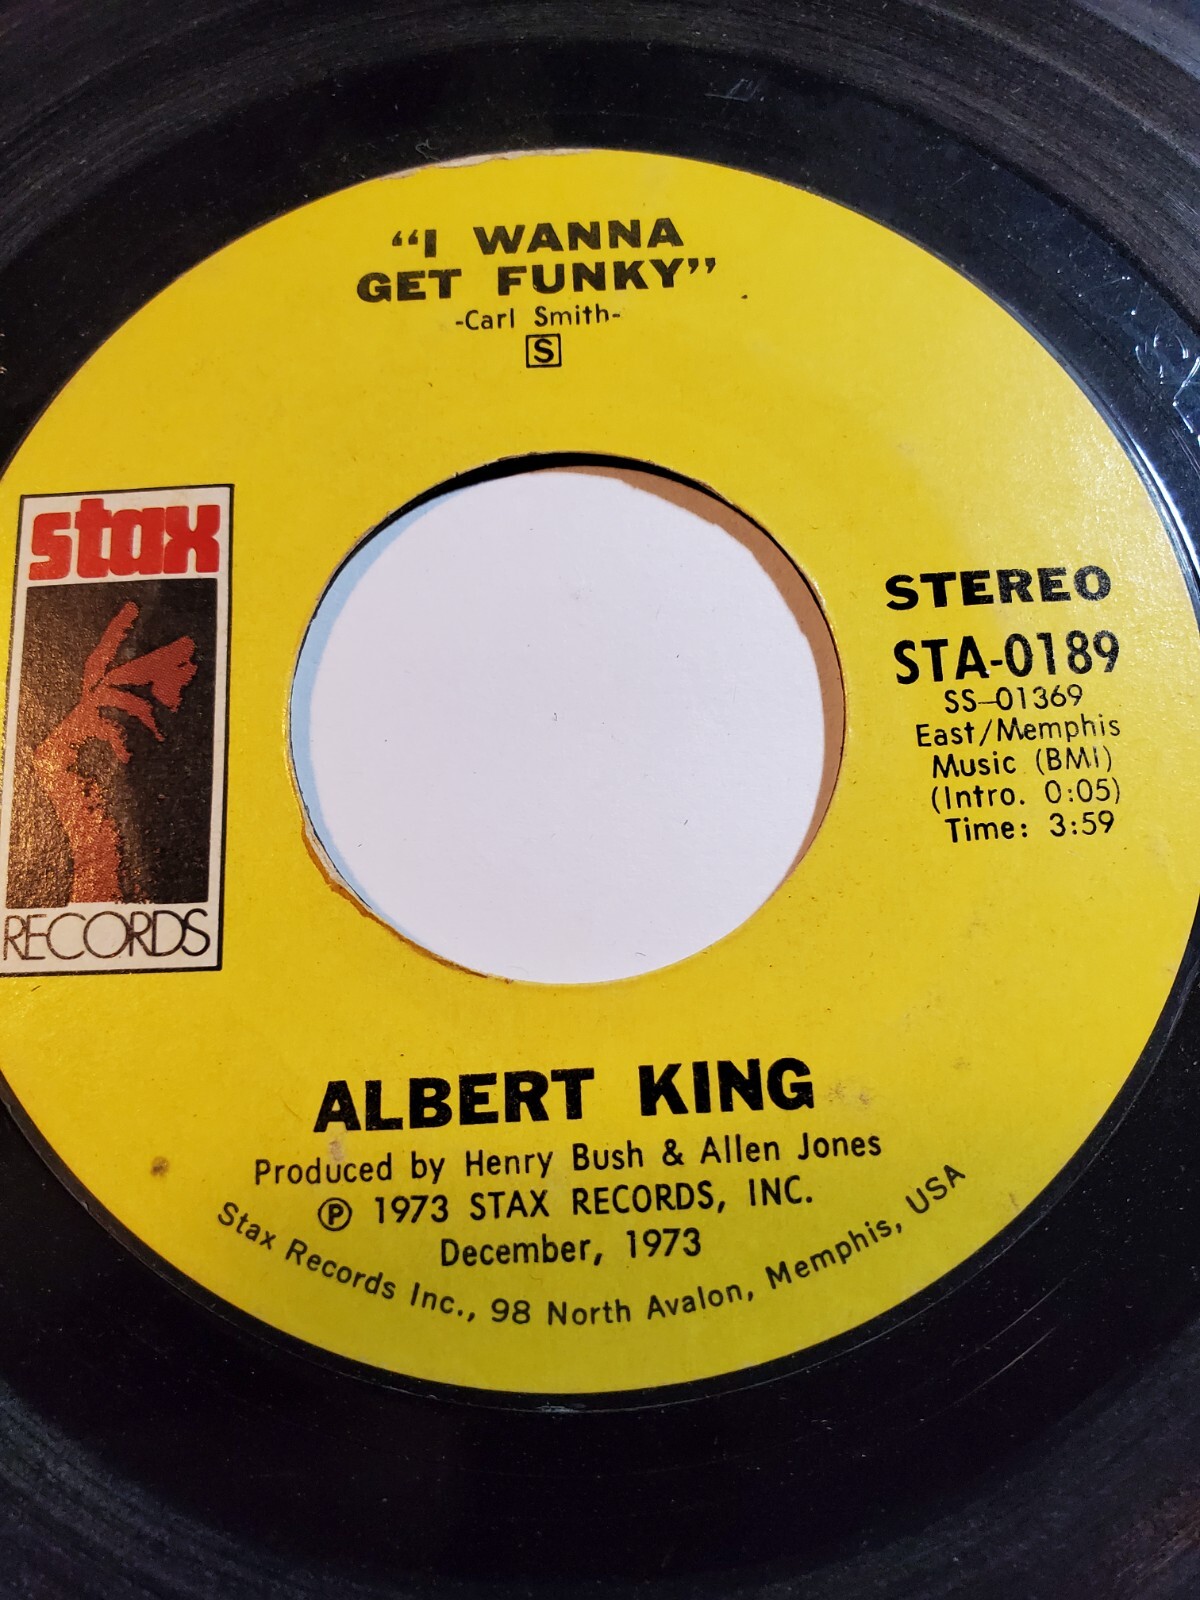 “I WANNA
GET FUNKY”
-Carl Smith-
S
stax
RECORDS
STEREO
STA-0189
SS-01369
East/Memphis
Music (BMI)
(Intro. 0:05)
Time: 3:59
ALBERT KING
Produced by Henry Bush & Allen Jones
℗ 1973 STAX RECORDS, INC.
December, 1973
Stax Records Inc., 98 North Avalon, Memphis, USA